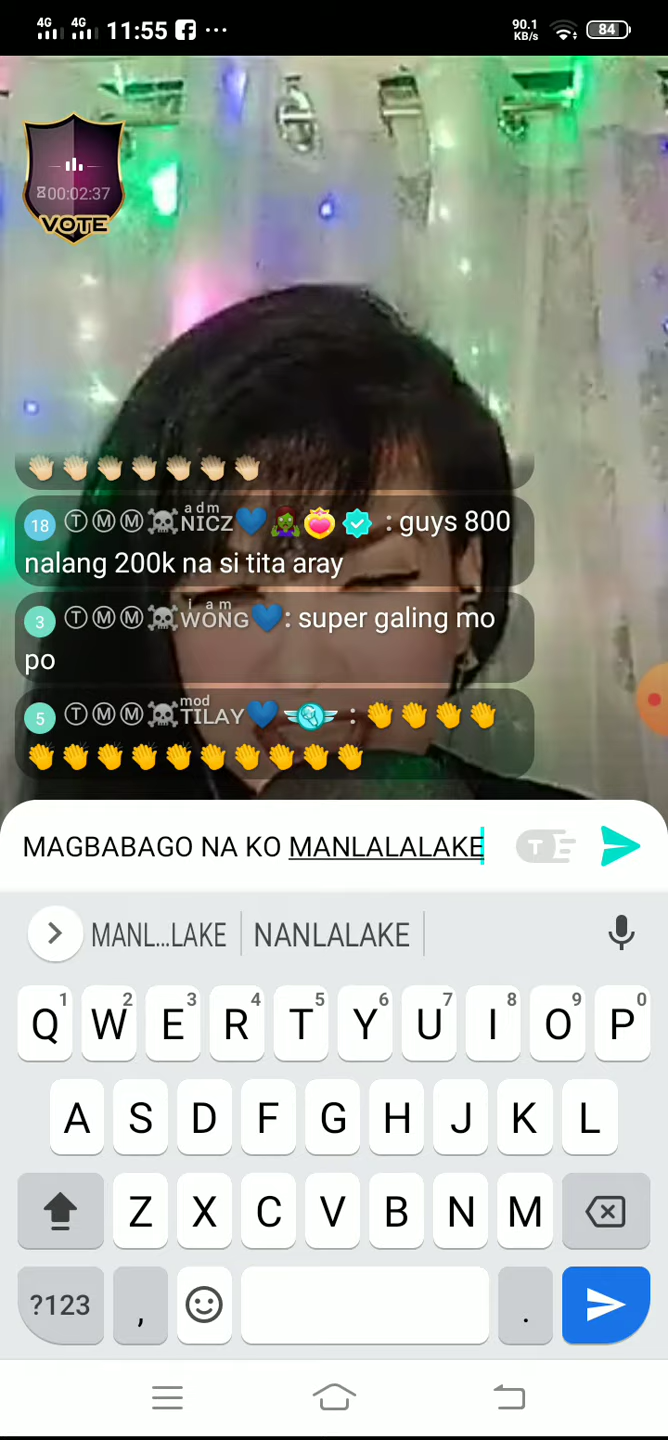 4G 4G 11:55 ... 90.1 KB/s 84
00:02:37
VOTE
👏🏻👏🏻👏🏻👏🏻👏🏻👏🏻👏🏻
18 ⓉⓂⓂ☠️adm NICZ💙🧟‍♀️😍 : guys 800
nalang 200k na si tita aray
3 ⓉⓂⓂ☠️i am WONG💙: super galing mo
po
5 ⓉⓂⓂ☠️mod TILAY💙 : 👏👏👏👏
👏👏👏👏👏👏👏👏👏👏
MAGBABAGO NA KO MANLALALAKE T
MANL...LAKE NANLALAKE
Q1 W2 E3 R4 T5 Y6 U7 I8 O9 P0
A S D F G H J K L
Z X C V B N M
?123 , .